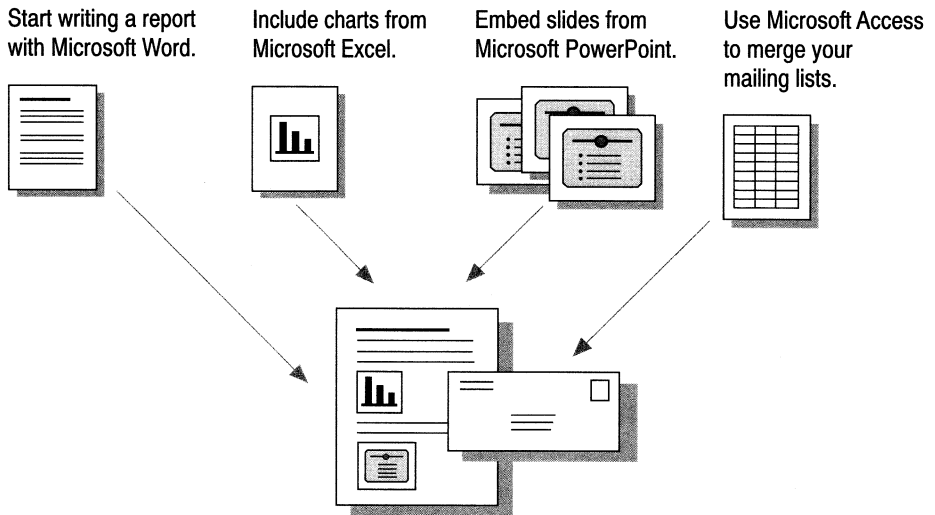 Start writing a report
with Microsoft Word.
Include charts from
Microsoft Excel.
Embed slides from
Microsoft PowerPoint.
Use Microsoft Access
to merge your
mailing lists.